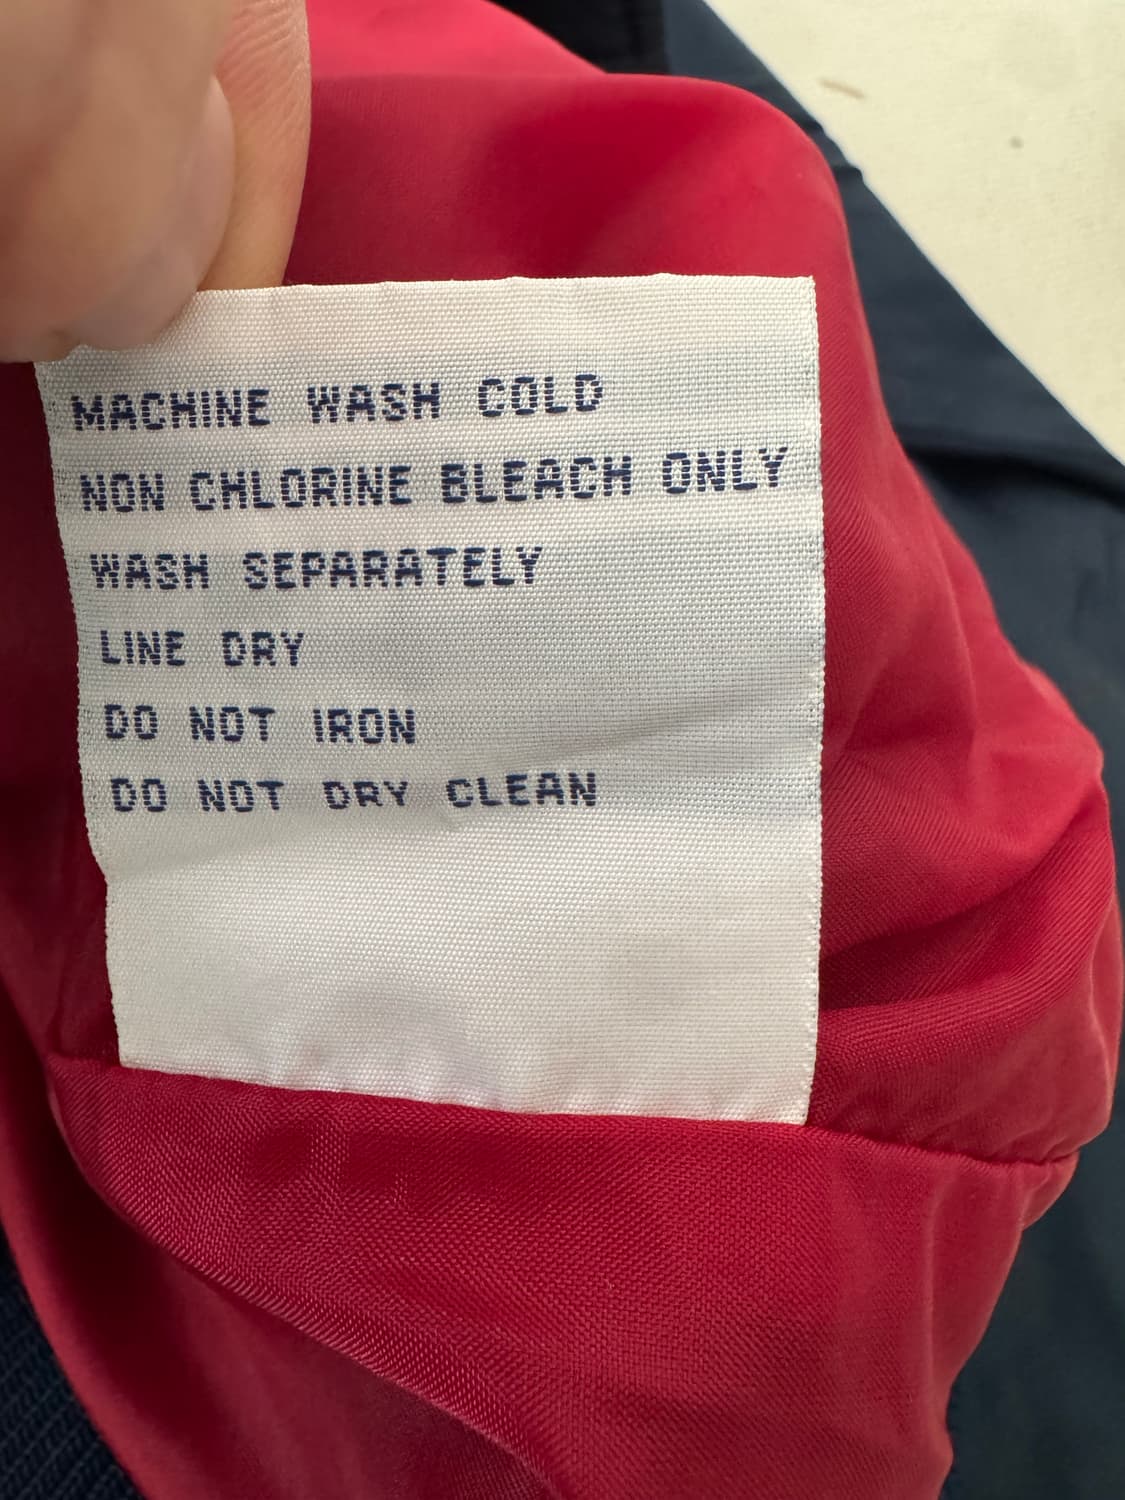 MACHINE WASH COLD
NON CHLORINE BLEACH ONLY
WASH SEPARATELY
LINE DRY
DO NOT IRON
DO NOT DRY CLEAN